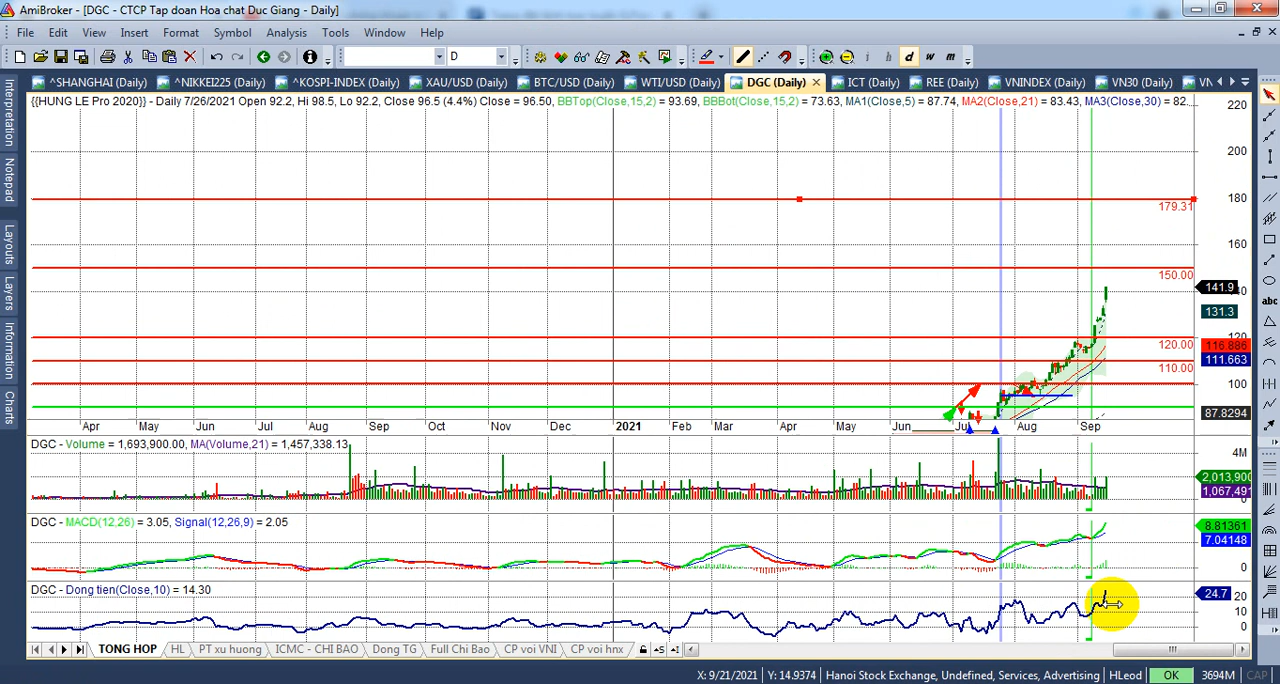 AmiBroker - [DGC - CTCP Tap doan Hoa chat Duc Giang - Daily]
File Edit View Insert Format Symbol Analysis Tools Window Help
D i h d w m
^SHANGHAI (Daily) ^NIKKEI225 (Daily) ^KOSPI-INDEX (Daily) XAU/USD (Daily) BTC/USD (Daily) WTI/USD (Daily) DGC (Daily) ICT (Daily) REE (Daily) VNINDEX (Daily) VN30 (Daily) VN
{{HUNG LE Pro 2020}} - Daily 7/26/2021 Open 92.2, Hi 98.5, Lo 92.2, Close 96.5 (4.4%) Close = 96.50, BBTop(Close,15,2) = 93.69, BBBot(Close,15,2) = 73.63, MA1(Close,5) = 87.74, MA2(Close,21) = 83.43, MA3(Close,30) = 82...
Interpretation
Notepad
Layouts
Layers
Information
Charts
abc
220
200
180
179.31
160
150.00
141.9
131.3
120.00
116.886
111.663
110.00
100
87.8294
Apr May Jun Jul Aug Sep Oct Nov Dec 2021 Feb Mar Apr May Jun Jul Aug Sep
DGC - Volume = 1,693,900.00, MA(Volume,21) = 1,457,338.13
4M
2,013,900
1,067,491
DGC - MACD(12,26) = 3.05, Signal(12,26,9) = 2.05
8.81361
7.04148
0
DGC - Dong tien(Close,10) = 14.30
24.7
20
10
0
TONG HOP HL PT xu huong ICMC - CHI BAO Dong TG Full Chi Bao CP voi VNI CP voi hnx
X: 9/21/2021 Y: 14.9374 Hanoi Stock Exchange, Undefined, Services, Advertising HLeod OK 3694M CAP